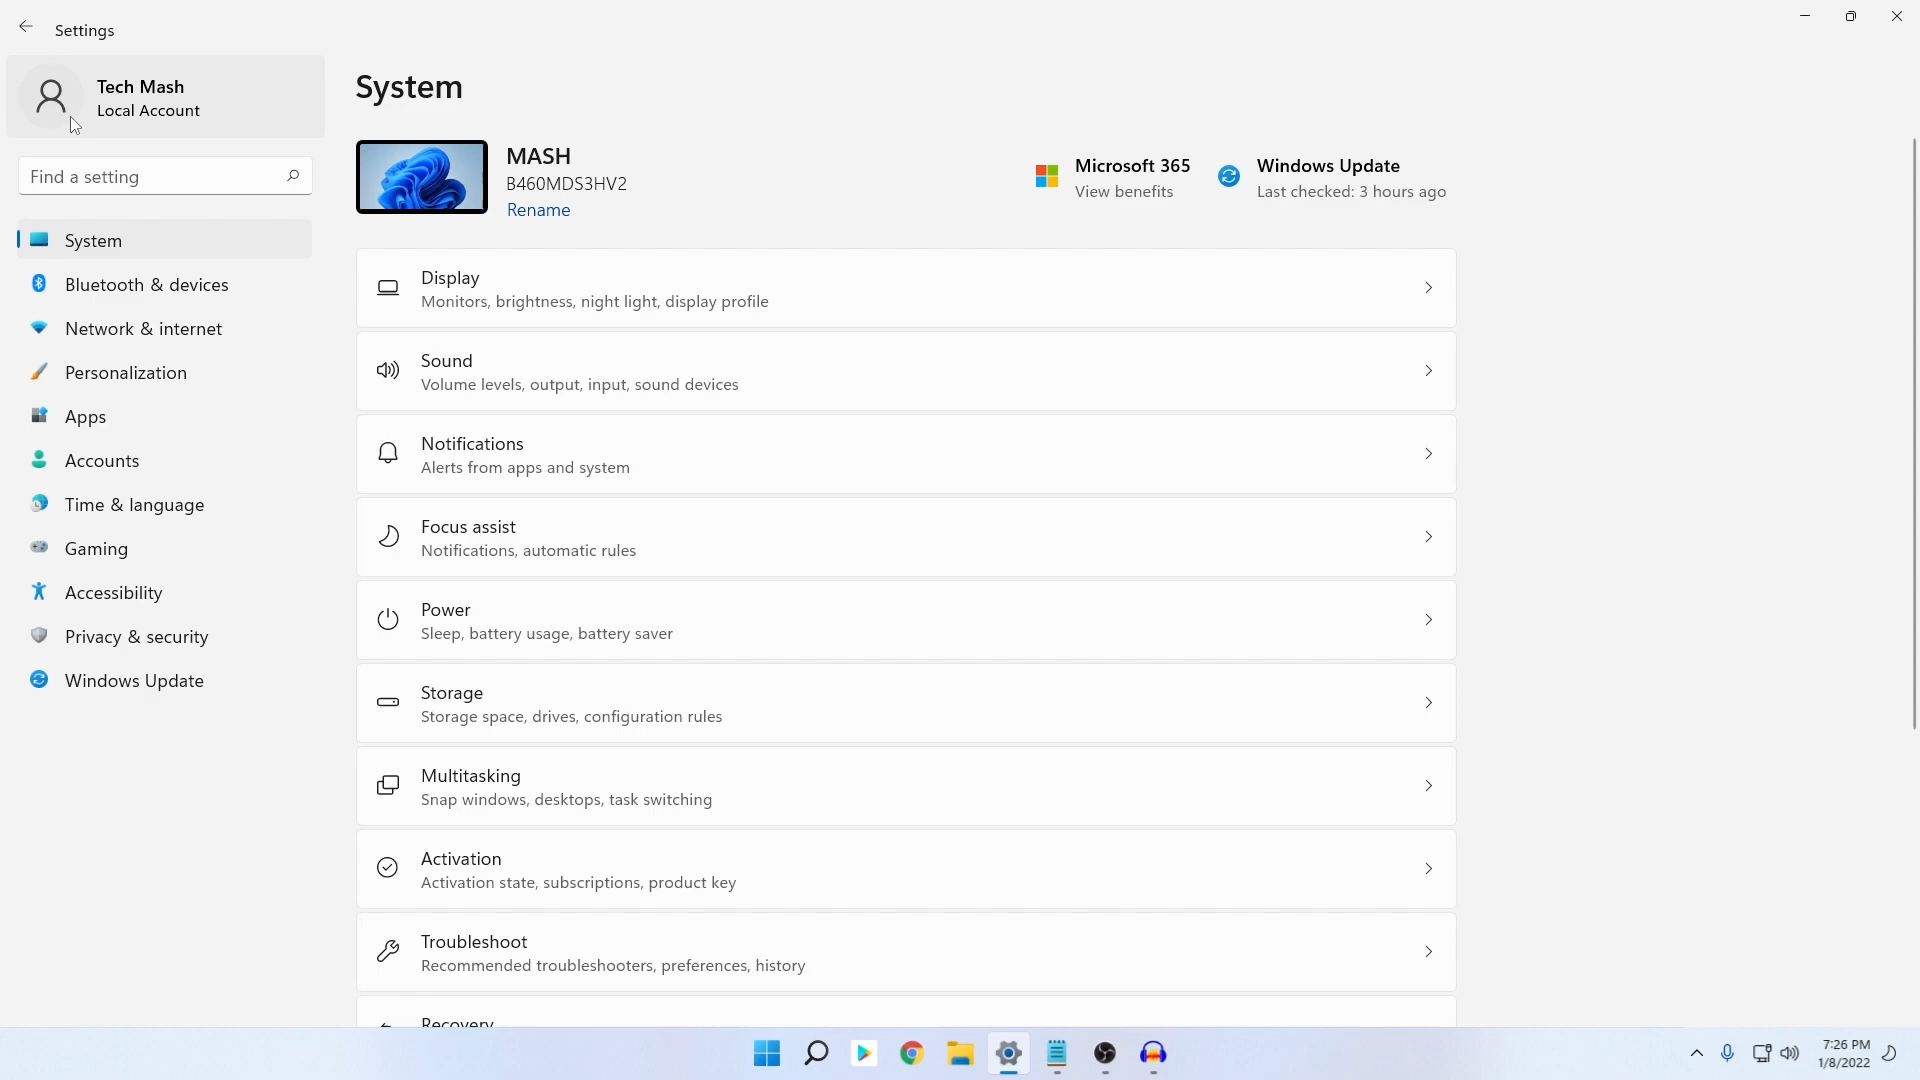 Settings
Tech Mash
Local Account
Find a setting
System
Bluetooth & devices
Network & internet
Personalization
Apps
Accounts
Time & language
Gaming
Accessibility
Privacy & security
Windows Update
System
MASH
B460MDS3HV2
Rename
Microsoft 365
View benefits
Windows Update
Last checked: 3 hours ago
Display
Monitors, brightness, night light, display profile
Sound
Volume levels, output, input, sound devices
Notifications
Alerts from apps and system
Focus assist
Notifications, automatic rules
Power
Sleep, battery usage, battery saver
Storage
Storage space, drives, configuration rules
Multitasking
Snap windows, desktops, task switching
Activation
Activation state, subscriptions, product key
Troubleshoot
Recommended troubleshooters, preferences, history
Recovery
7:26 PM
1/8/2022